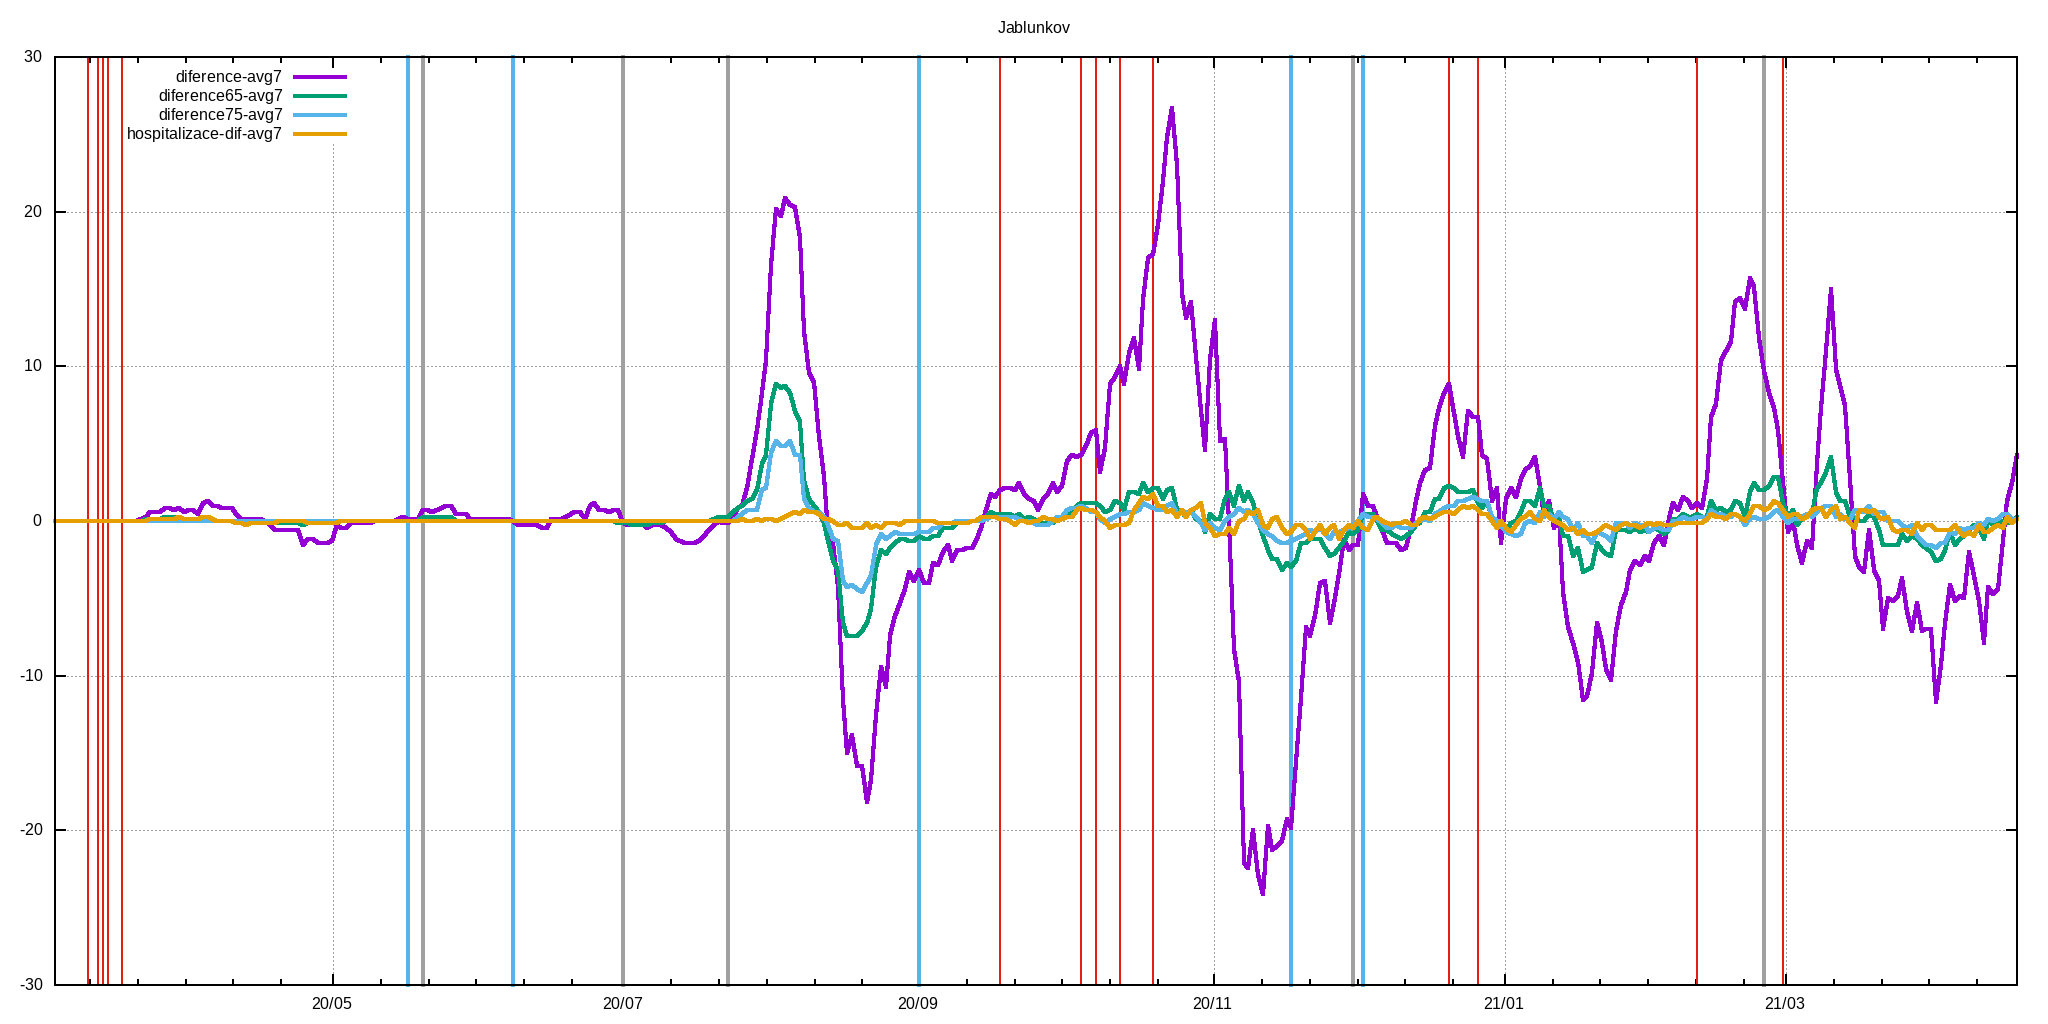 Jablunkov
30
diference-avg7
diference65-avg7
diference75-avg7
hospitalizace-dif-avg7
20
10
0
-10
-20
-30
20/05
20/07
20/09
20/11
21/01
21/03